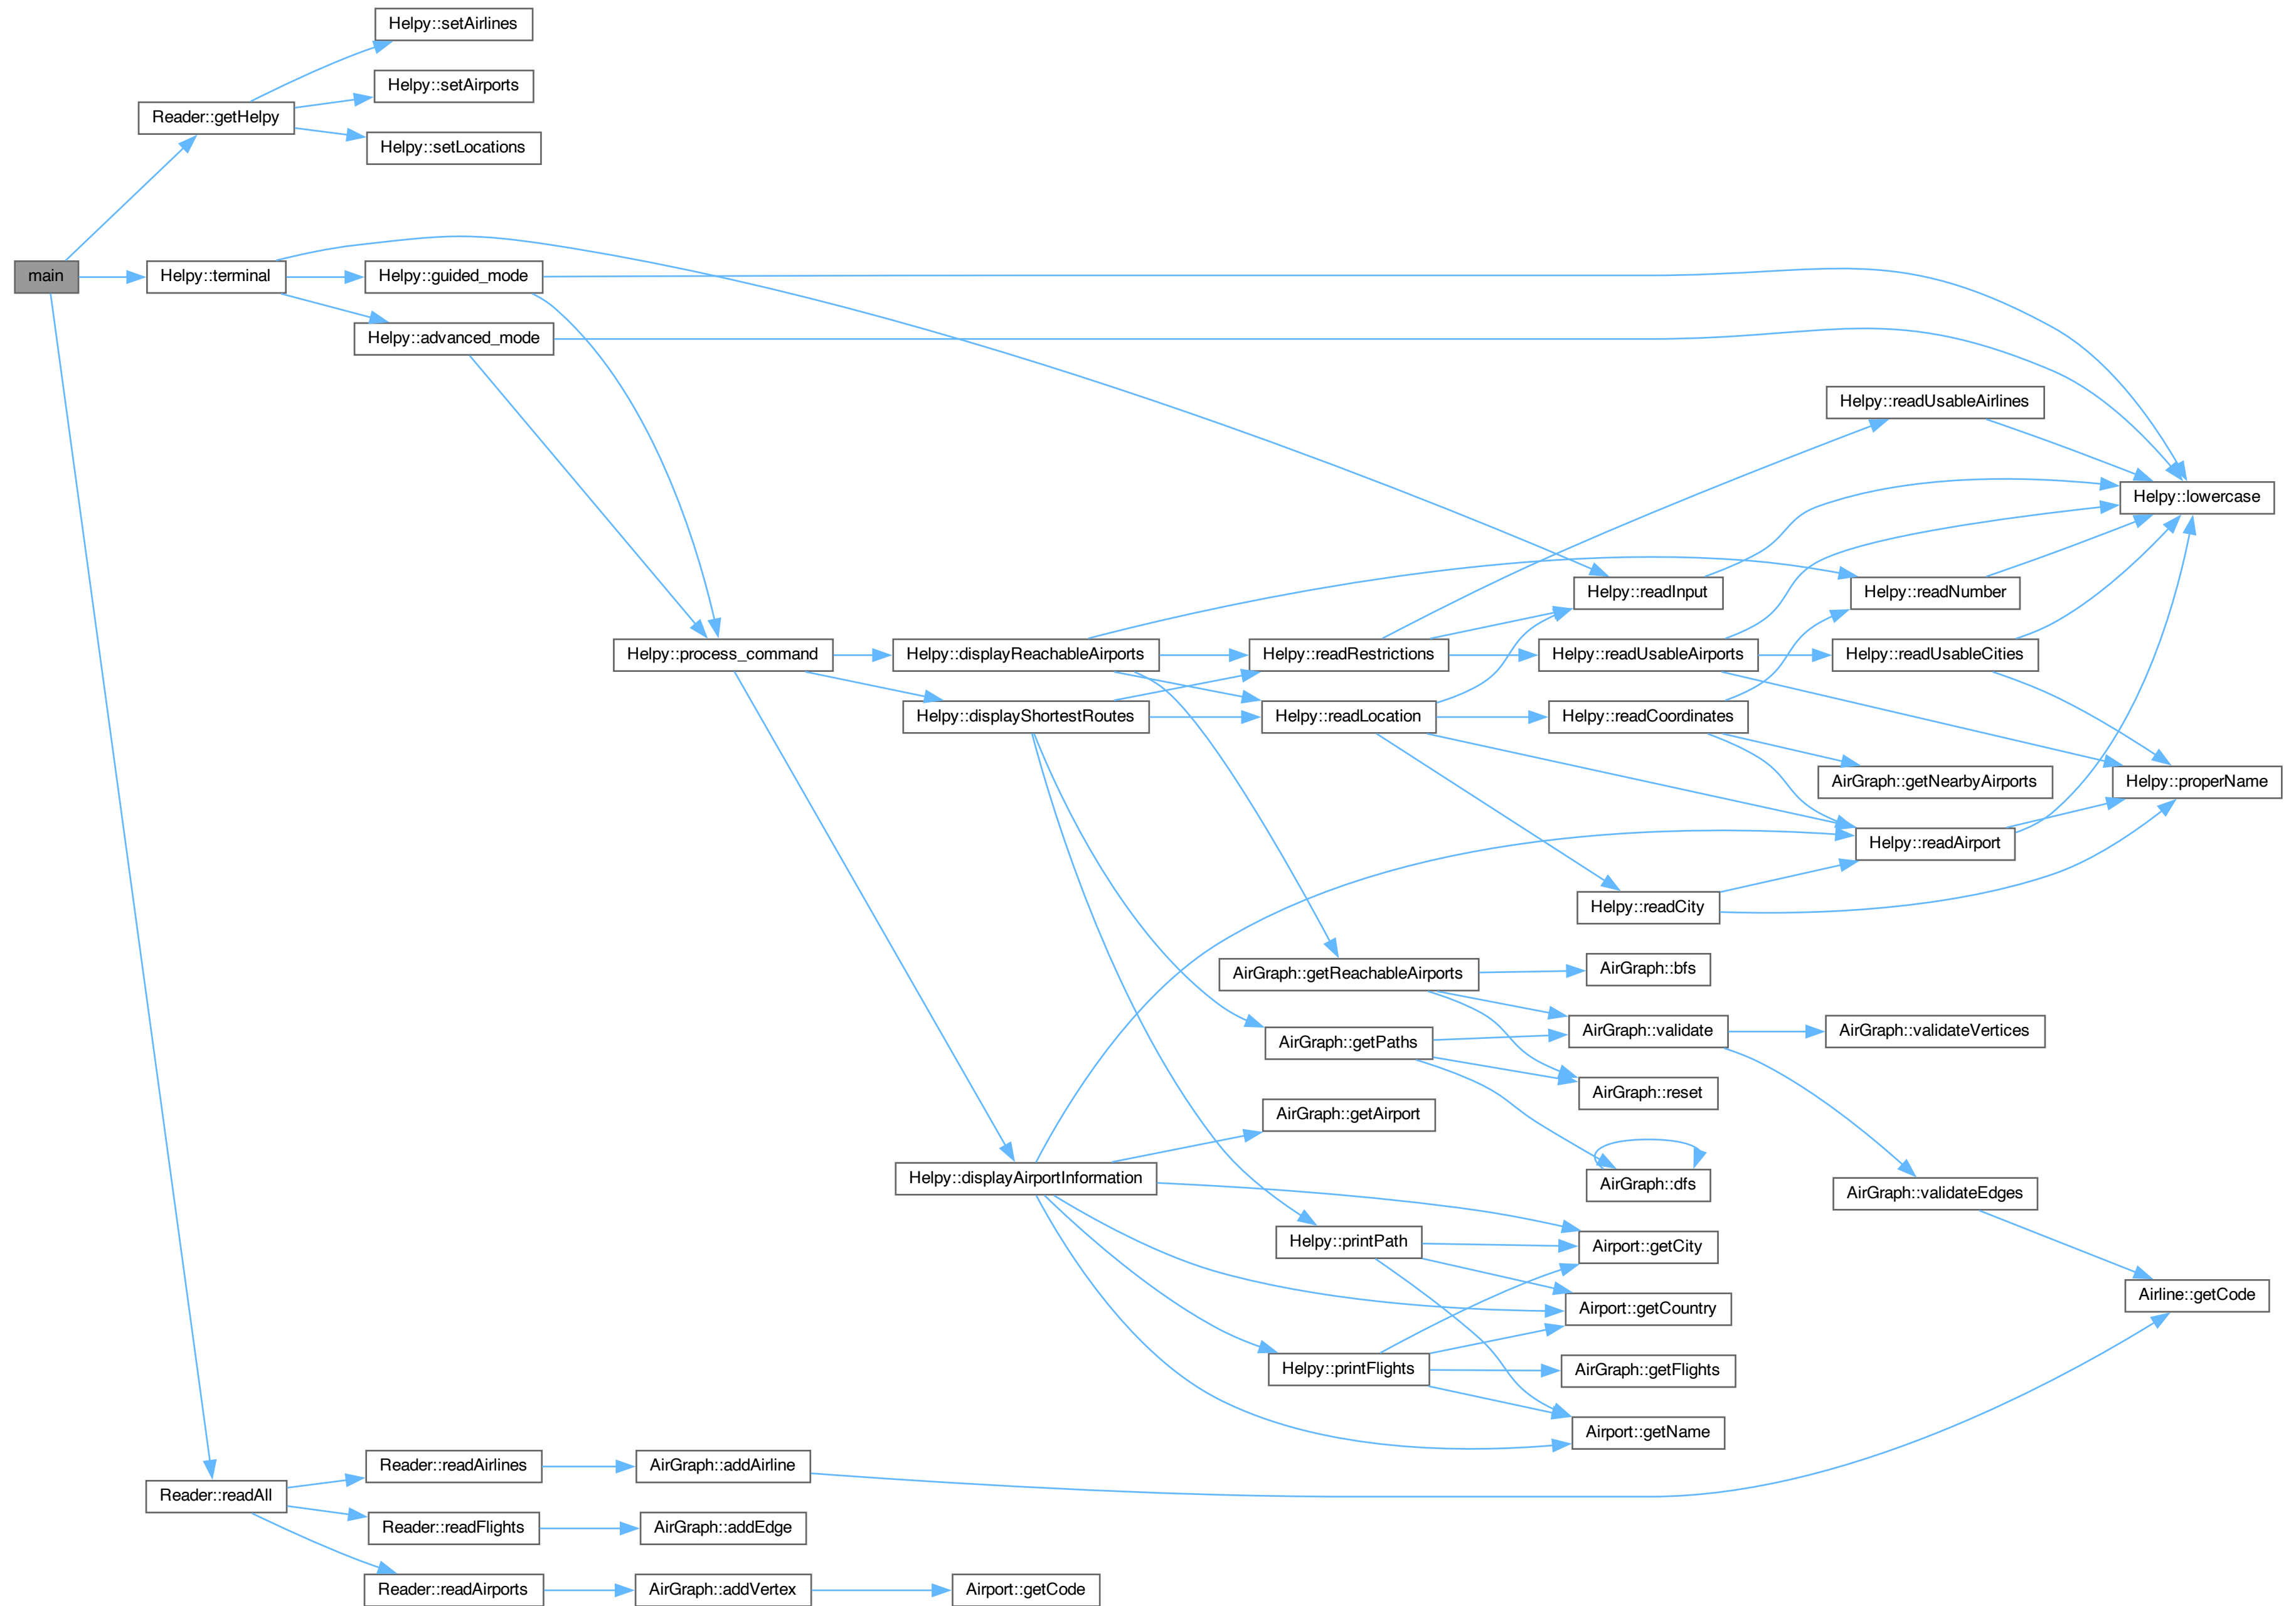 Helpy::setAirlines
Helpy::setAirports
Reader::getHelpy
Helpy::setLocations
main
Helpy::terminal
Helpy::guided_mode
Helpy::advanced_mode
Helpy::readUsableAirlines
Helpy::lowercase
Helpy::readInput
Helpy::readNumber
Helpy::process_command
Helpy::displayReachableAirports
Helpy::readRestrictions
Helpy::readUsableAirports
Helpy::readUsableCities
Helpy::displayShortestRoutes
Helpy::readLocation
Helpy::readCoordinates
AirGraph::getNearbyAirports
Helpy::properName
Helpy::readAirport
Helpy::readCity
AirGraph::getReachableAirports
AirGraph::bfs
AirGraph::getPaths
AirGraph::validate
AirGraph::validateVertices
AirGraph::reset
AirGraph::getAirport
Helpy::displayAirportInformation
AirGraph::dfs
AirGraph::validateEdges
Helpy::printPath
Airport::getCity
Airport::getCountry
Airline::getCode
Helpy::printFlights
AirGraph::getFlights
Airport::getName
Reader::readAll
Reader::readAirlines
AirGraph::addAirline
Reader::readFlights
AirGraph::addEdge
Reader::readAirports
AirGraph::addVertex
Airport::getCode